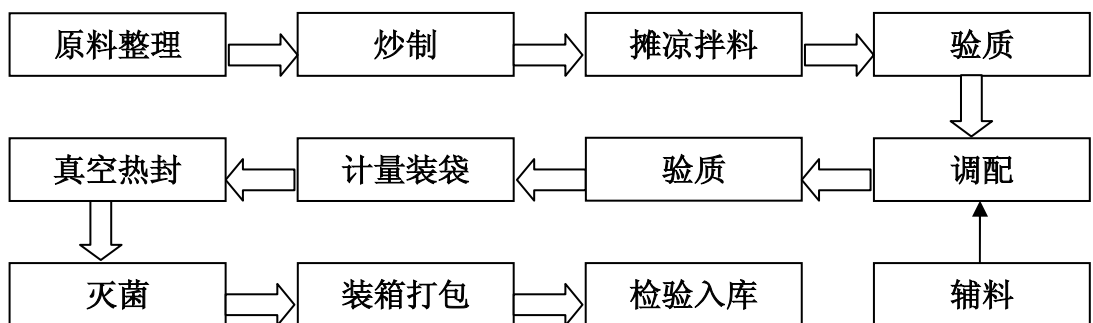 原料整理
炒制
摊凉拌料
验质
真空热封
计量装袋
验质
调配
灭菌
装箱打包
检验入库
辅料